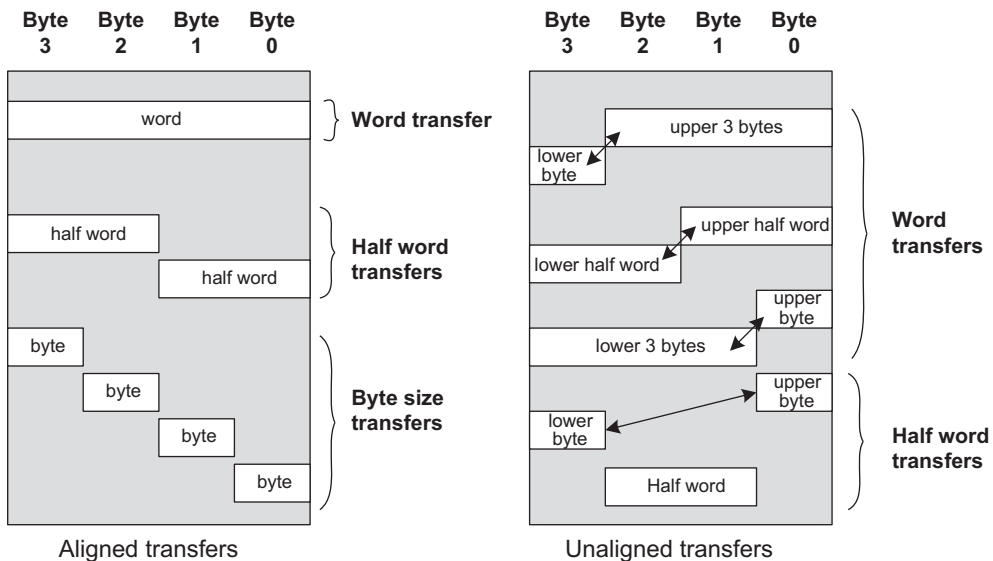 Byte 3
Byte 2
Byte 1
Byte 0
word
Word transfer
half word
half word
Half word
transfers
byte
byte
byte
byte
Byte size
transfers
Aligned transfers
Byte 3
Byte 2
Byte 1
Byte 0
upper 3 bytes
lower
byte
upper half word
lower half word
upper
byte
lower 3 bytes
Word
transfers
upper
byte
lower
byte
Half word
Half word
transfers
Unaligned transfers